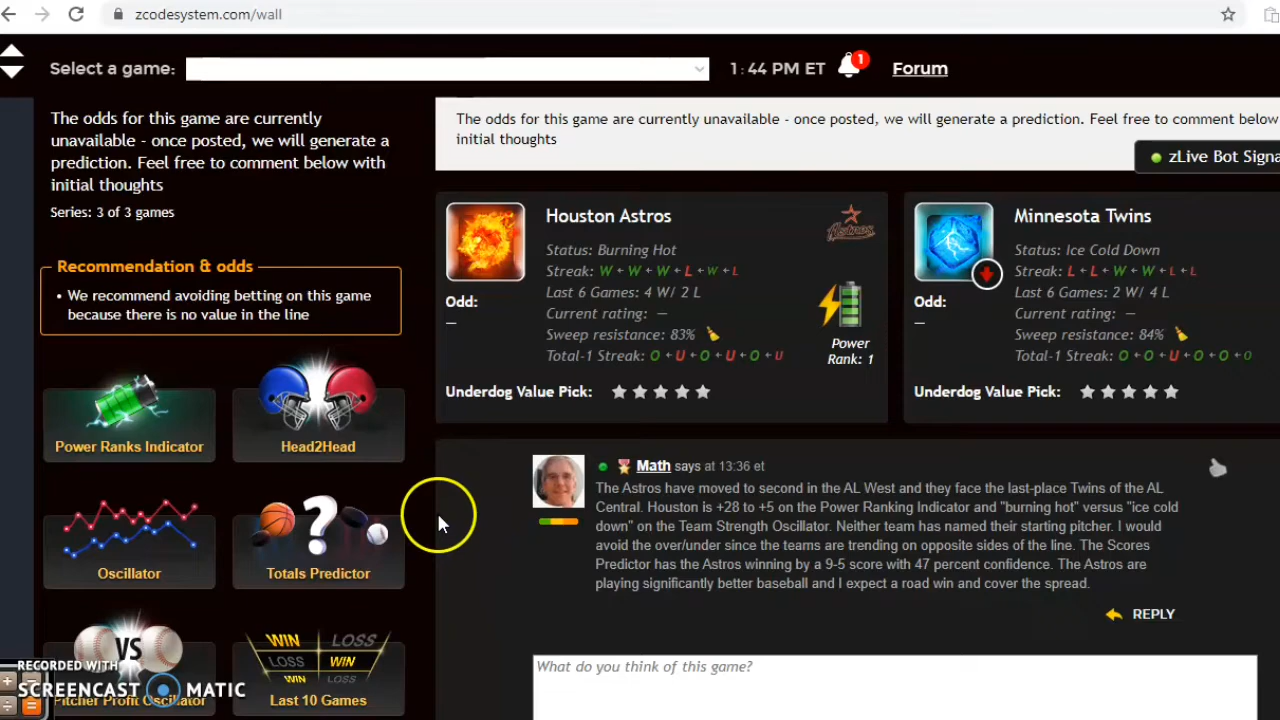 zcodesystem.com/wall
Select a game:
1:44 PM ET
1
Forum
The odds for this game are currently
unavailable - once posted, we will generate a
prediction. Feel free to comment below with
initial thoughts
Series: 3 of 3 games
Recommendation & odds
• We recommend avoiding betting on this game
because there is no value in the line
Power Ranks Indicator
Head2Head
Oscillator
Totals Predictor
VS
Pitcher Profit Oscillator
WIN LOSS
LOSS WIN
WIN LOSS
Last 10 Games
RECORDED WITH
SCREENCAST MATIC
The odds for this game are currently unavailable - once posted, we will generate a prediction. Feel free to comment below
initial thoughts
zLive Bot Signa
Houston Astros
Astros
Status: Burning Hot
Streak: W ← W ← W ← L ← W ← L
Odd:
—
Last 6 Games: 4 W/ 2 L
Current rating: —
Sweep resistance: 83%
Total-1 Streak: O ← U ← O ← U ← O ← U
Power
Rank: 1
Underdog Value Pick:
Minnesota Twins
Status: Ice Cold Down
Streak: L ← L ← W ← W ← L ← L
Odd:
—
Last 6 Games: 2 W/ 4 L
Current rating: —
Sweep resistance: 84%
Total-1 Streak: O ← O ← U ← O ← O ← O
Underdog Value Pick:
Math says at 13:36 et
The Astros have moved to second in the AL West and they face the last-place Twins of the AL
Central. Houston is +28 to +5 on the Power Ranking Indicator and "burning hot" versus "ice cold
down" on the Team Strength Oscillator. Neither team has named their starting pitcher. I would
avoid the over/under since the teams are trending on opposite sides of the line. The Scores
Predictor has the Astros winning by a 9-5 score with 47 percent confidence. The Astros are
playing significantly better baseball and I expect a road win and cover the spread.
REPLY
What do you think of this game?